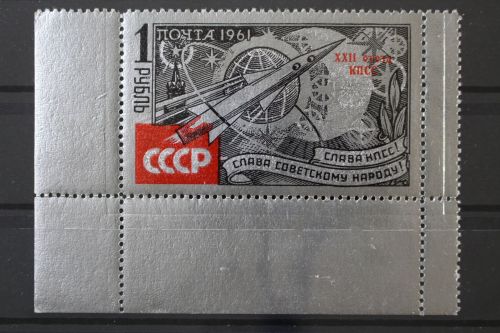 ПОЧТА 1961
1 РУБЛЬ
XXII съезд
КПСС
СССР
СЛАВА КПСС!
СЛАВА СОВЕТСКОМУ НАРОДУ!